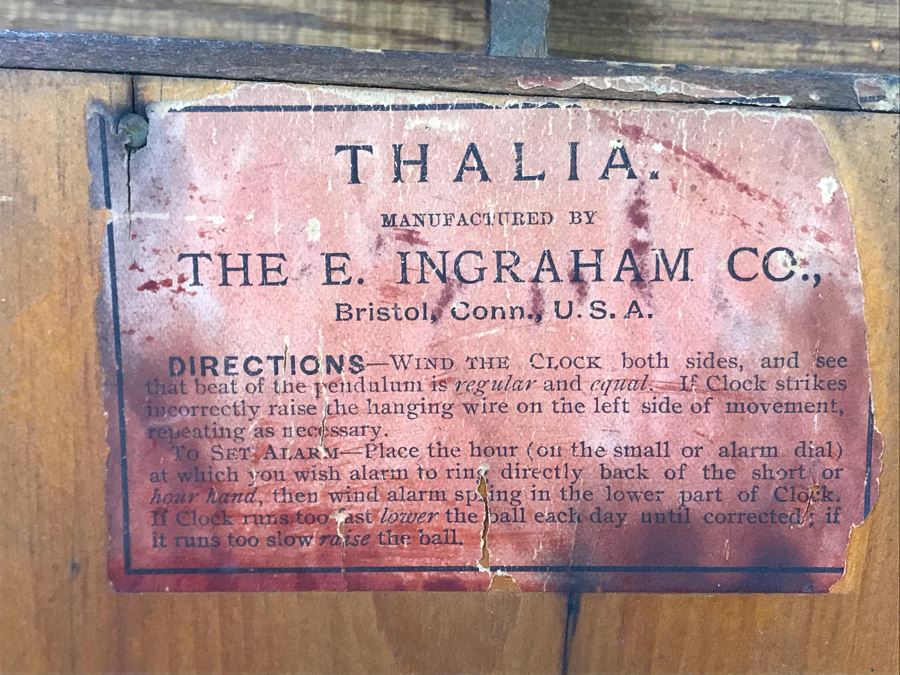 THALIA.
MANUFACTURED BY
THE E. INGRAHAM CO.,
Bristol, Conn., U. S. A.
DIRECTIONS—WIND THE CLOCK both sides, and see
that beat of the pendulum is regular and equal. If Clock strikes
incorrectly raise the hanging wire on the left side of movement,
repeating as necessary.
TO SET ALARM—Place the hour (on the small or alarm dial)
at which you wish alarm to ring directly back of the short or
hour hand, then wind alarm spring in the lower part of Clock.
If Clock runs too fast lower the ball each day until corrected; if
it runs too slow raise the ball.